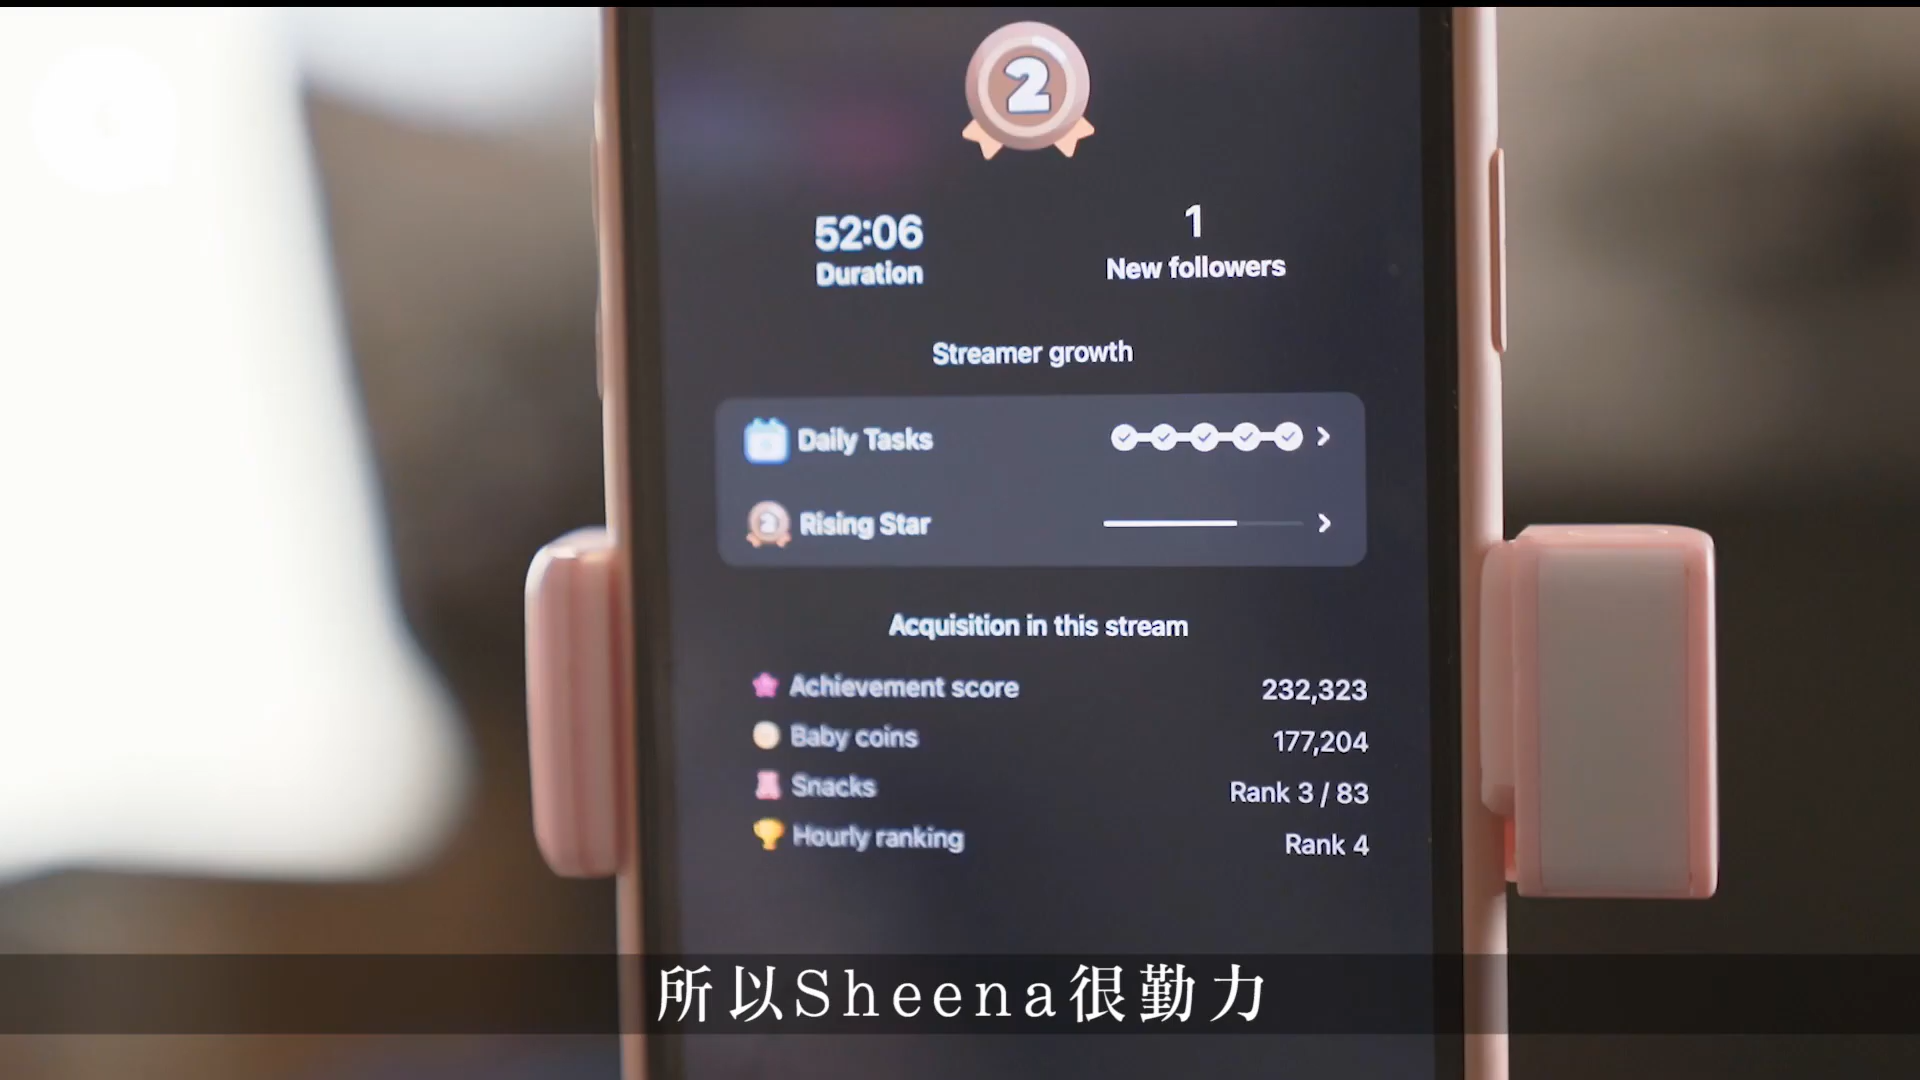 2
52:06
Duration
1
New followers
Streamer growth
Daily Tasks
2 Rising Star
Acquisition in this stream
Achievement score 232,323
Baby coins 177,204
Snacks Rank 3 / 83
Hourly ranking Rank 4
所以Sheena很勤力